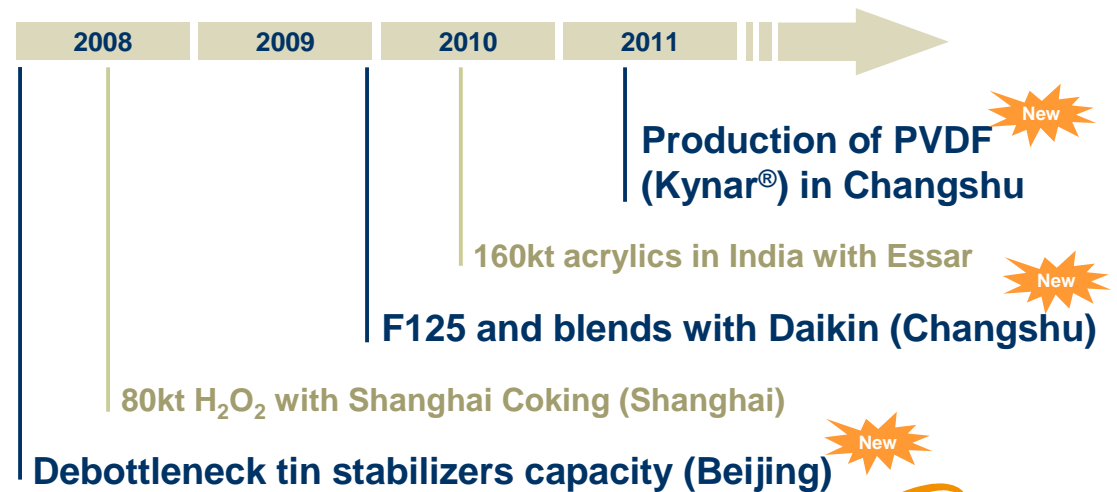 2008 2009 2010 2011
New
Production of PVDF
(Kynar®) in Changshu
160kt acrylics in India with Essar
New
F125 and blends with Daikin (Changshu)
80kt H₂O₂ with Shanghai Coking (Shanghai)
New
Debottleneck tin stabilizers capacity (Beijing)